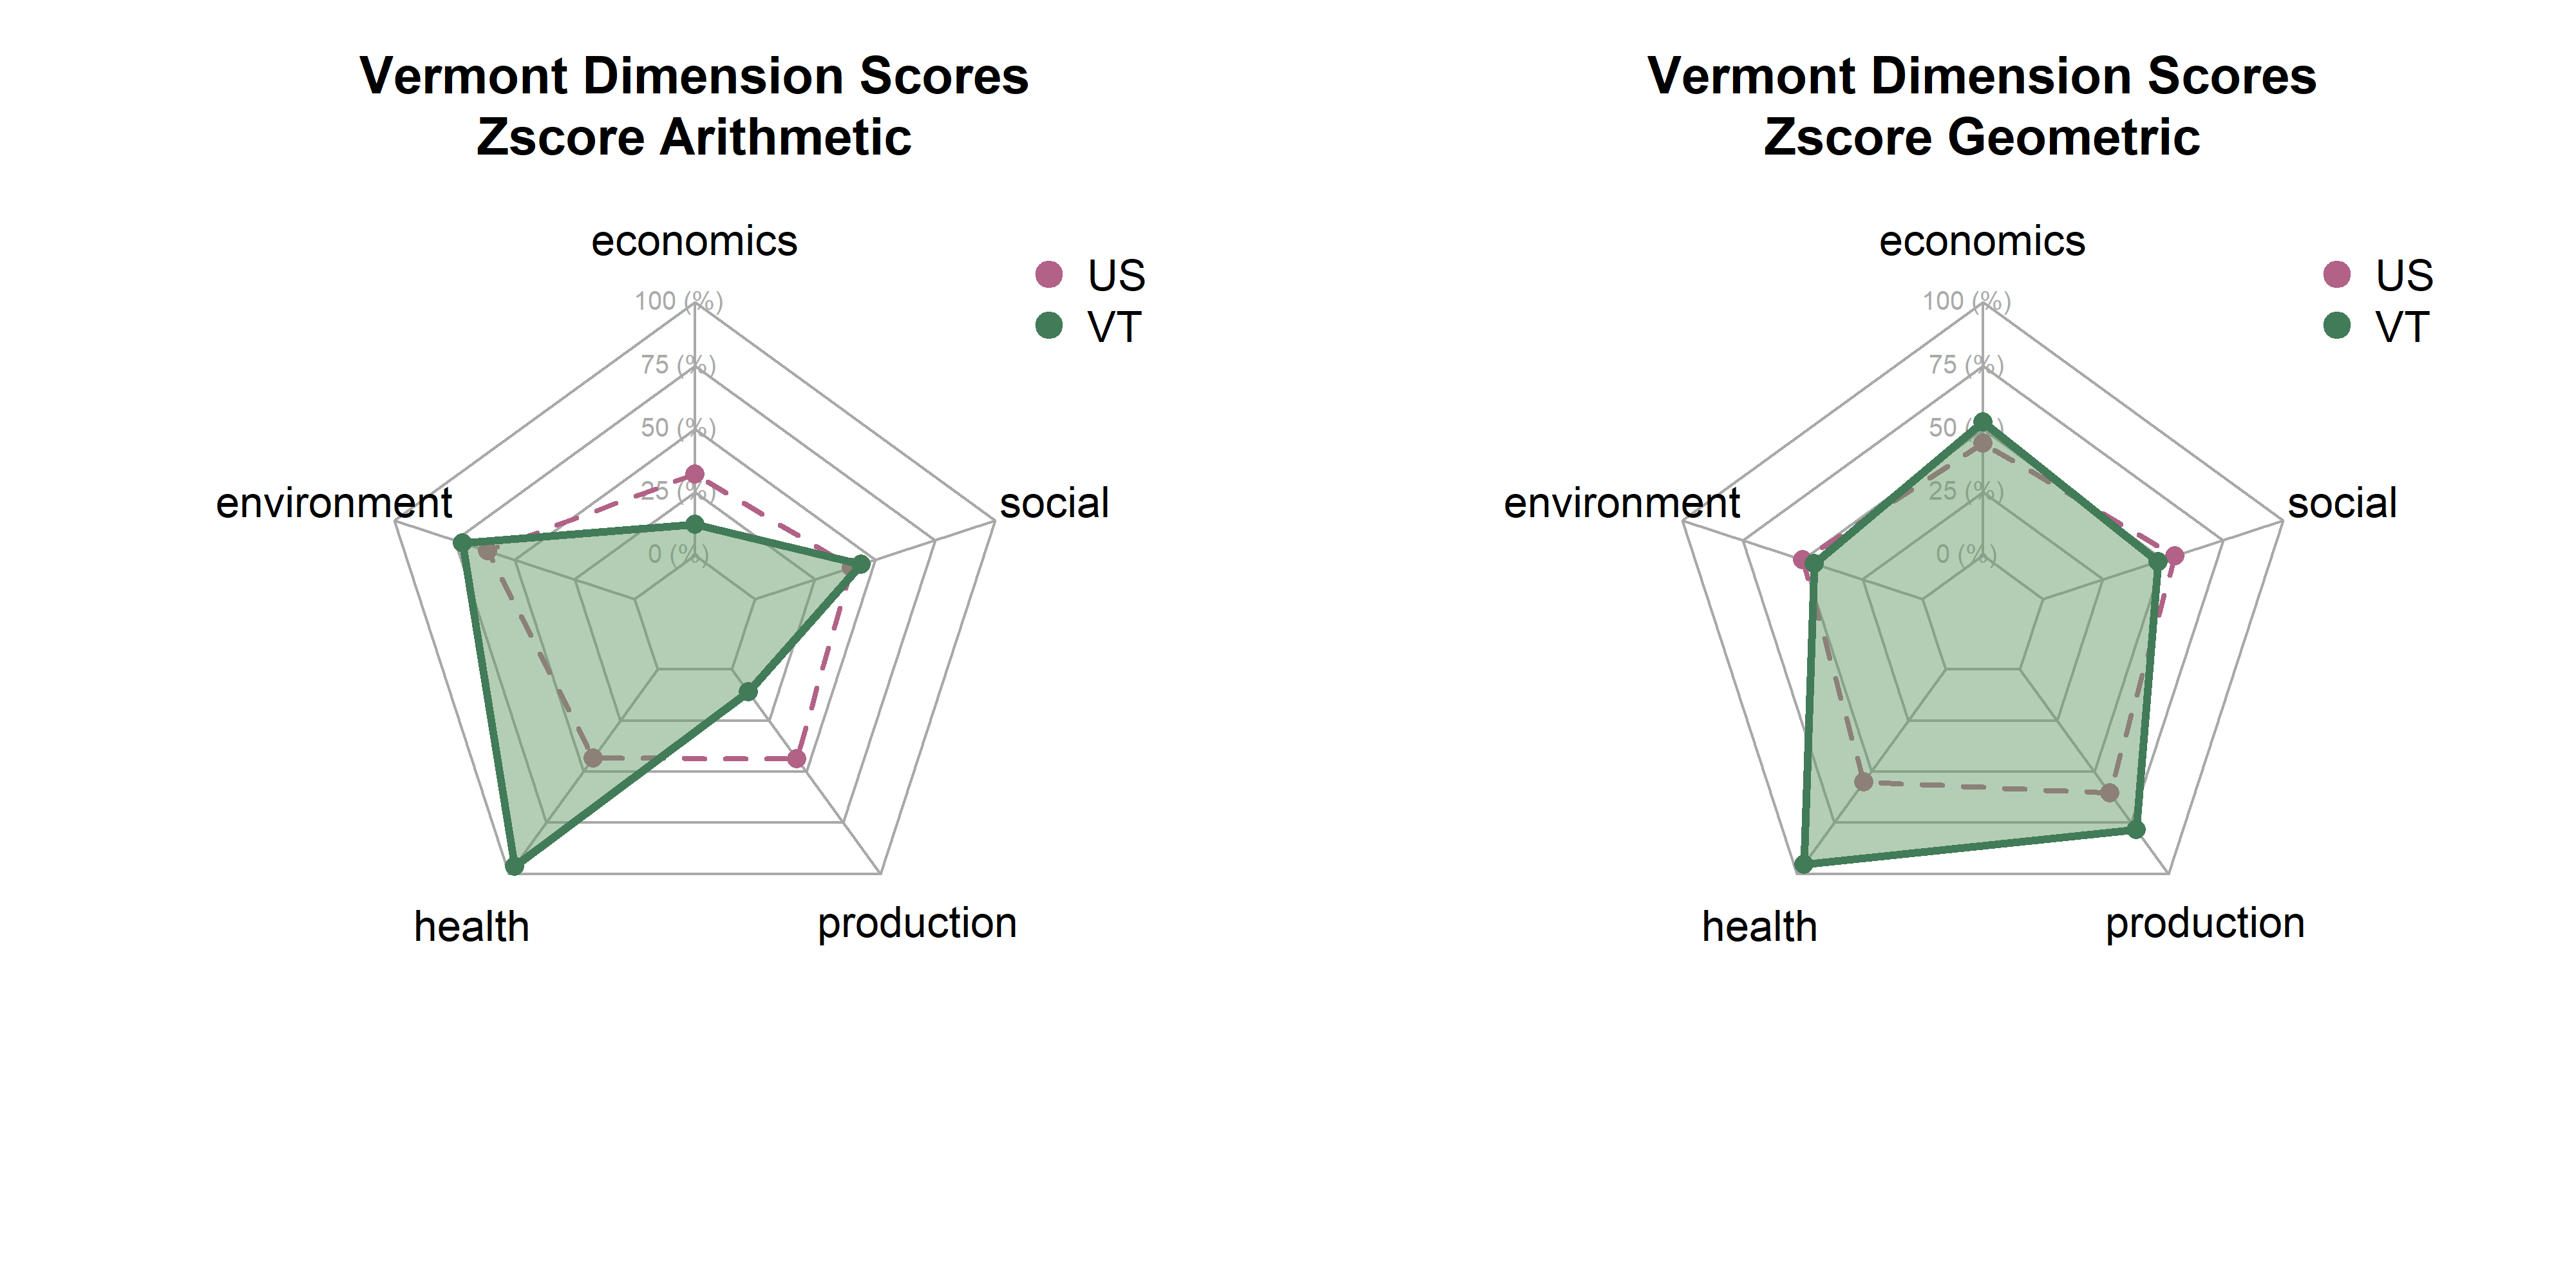 Vermont Dimension Scores
Zscore Arithmetic
economics
US
VT
100 (%)
75 (%)
50 (%)
25 (%)
0 (%)
environment
social
health
production
Vermont Dimension Scores
Zscore Geometric
economics
US
VT
100 (%)
75 (%)
50 (%)
25 (%)
0 (%)
environment
social
health
production